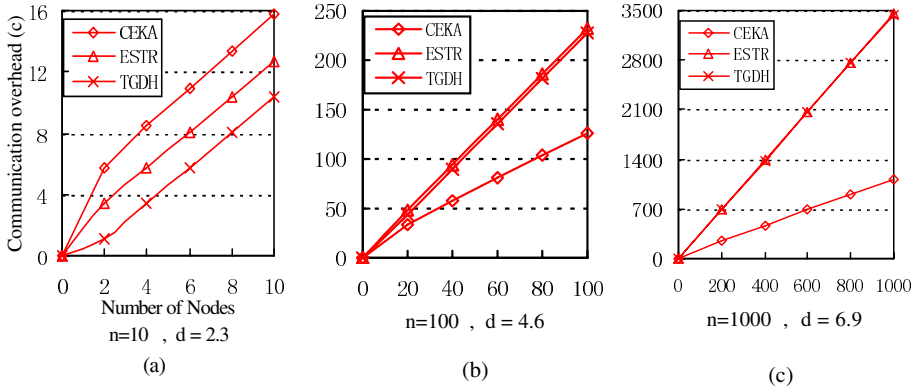 Communication overhead (c)
16
12
8
4
0
CEKA
ESTR
TGDH
0 2 4 6 8 10
Number of Nodes
n=10 , d = 2.3
(a)
250
200
150
100
50
0
CEKA
ESTR
TGDH
0 20 40 60 80 100
n=100 , d = 4.6
(b)
3500
2800
2100
1400
700
0
CEKA
ESTR
TGDH
0 200 400 600 800 1000
n=1000 , d = 6.9
(c)